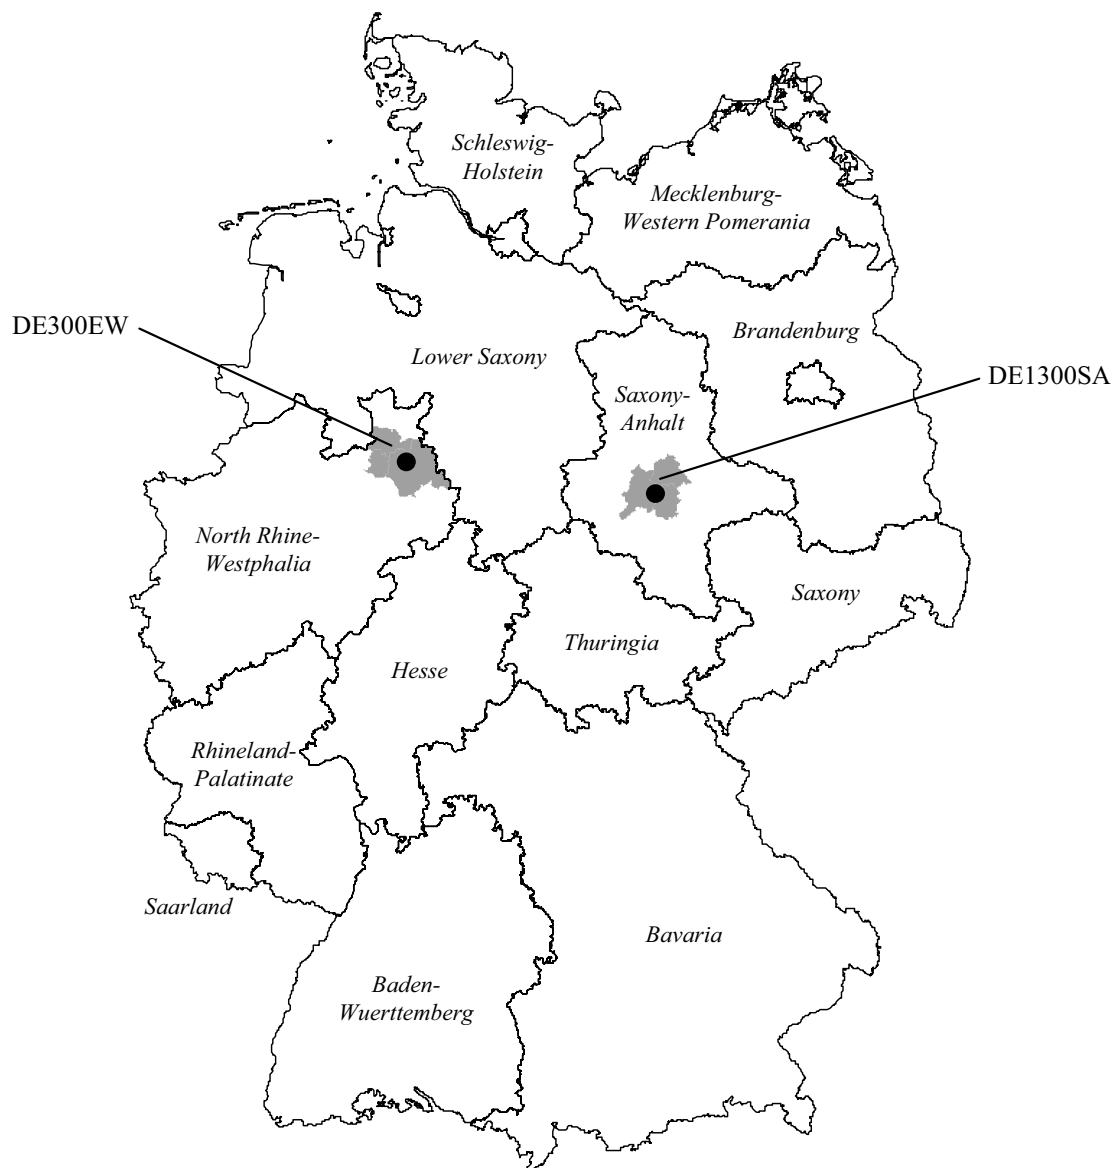 Schleswig-
Holstein
Mecklenburg-
Western Pomerania
DE300EW
Brandenburg
Lower Saxony
DE1300SA
Saxony-
Anhalt
North Rhine-
Westphalia
Saxony
Thuringia
Hesse
Rhineland-
Palatinate
Saarland
Bavaria
Baden-
Wuerttemberg